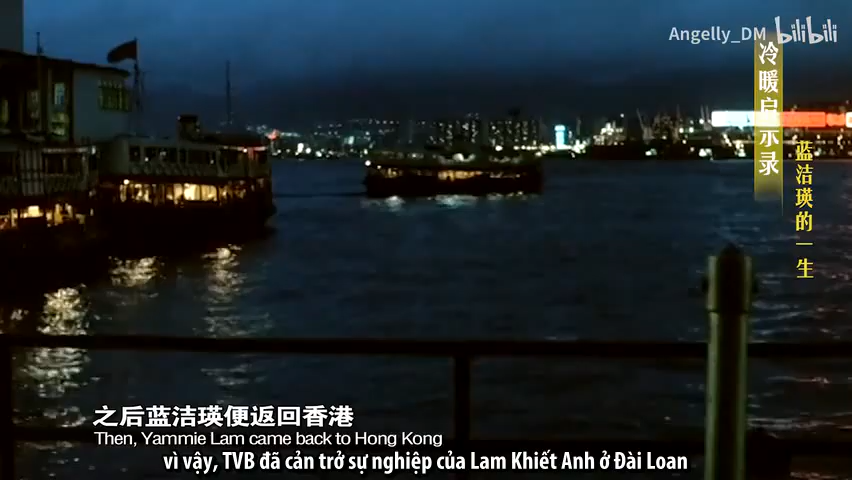 Angelly_DM bilibili
冷暖启示录
蓝洁瑛的一生
之后蓝洁瑛便返回香港
Then, Yammie Lam came back to Hong Kong
vì vậy, TVB đã cản trở sự nghiệp của Lam Khiết Anh ở Đài Loan